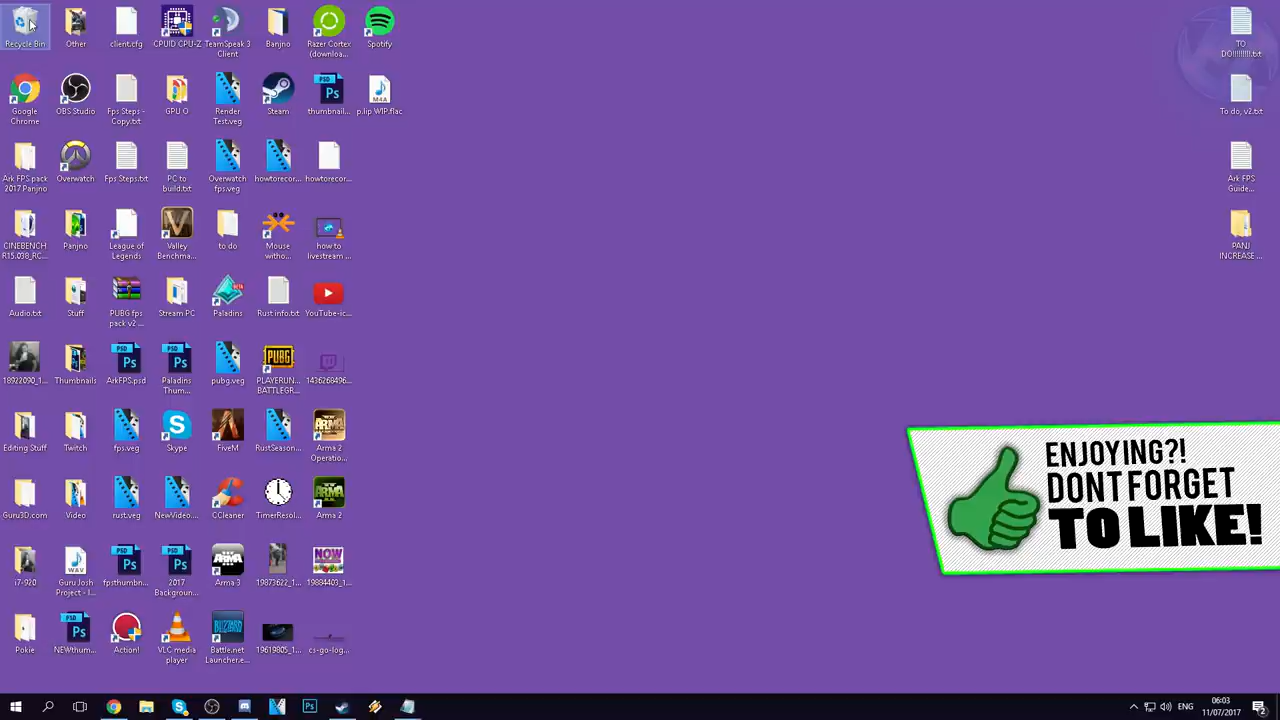 Recycle Bin
Other
client.cfg
CPUID CPU-Z
TeamSpeak 3
Client
Banjno
Razer Cortex
(downloa...
Spotify
TO
DO!!!!!!!!!.txt
Google
Chrome
OBS Studio
Fps Steps -
Copy.txt
GPU O
Render
Test.veg
Steam
thumbnail...
p.lip WIP.flac
To do, v2.txt
Ark FPS pack
2017 Panjno
Overwatch
Fps Steps.txt
PC to
build.txt
Overwatch
fps.veg
howtorecor...
howtorecor...
Ark FPS
Guide...
CINEBENCH
R15.038_RC...
Panjno
League of
Legends
Valley
Benchma...
to do
Mouse
witho...
how to
livestream ...
PANJ
INCREASE ...
Audio.txt
Stuff
PUBG fps
pack v2 ...
Stream PC
Paladins
Rust info.txt
YouTube-ic...
18922090_1...
Thumbnails
ArkFPS.psd
Paladins
Thum...
pubg.veg
PLAYERUN...
BATTLEGR...
1436268496...
Editing Stuff
Twitch
fps.veg
Skype
FiveM
RustSeason...
Arma 2
Operatio...
ENJOYING?!
DONT FORGET
TO LIKE!
Guru3D.com
Video
rust.veg
NewVideo....
CCleaner
TimerResol...
Arma 2
i7-920
Guru Josh
Project - I...
fpsthumbn...
2017
Backgroun...
Arma 3
19873622_1...
19884403_1...
Pokie
NEWthum...
Action!
VLC media
player
Battle.net
Launcher.e...
19619805_1...
cs-go-log...
ENG
06:03
11/07/2017